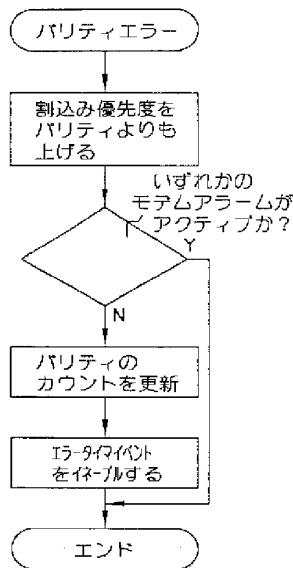 パリティエラー
割込み優先度を
パリティよりも
上げる
いずれかの
モデムアラームが
アクティブか？
Y
N
パリティの
カウントを更新
エラータイマイベント
をイネーブルする
エンド